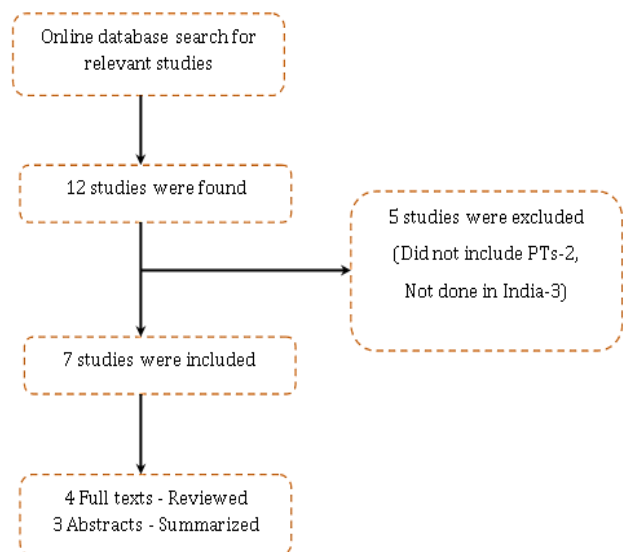 Online database search for
relevant studies
12 studies were found
5 studies were excluded
(Did not include PTs-2,
Not done in India-3)
7 studies were included
4 Full texts - Reviewed
3 Abstracts - Summarized